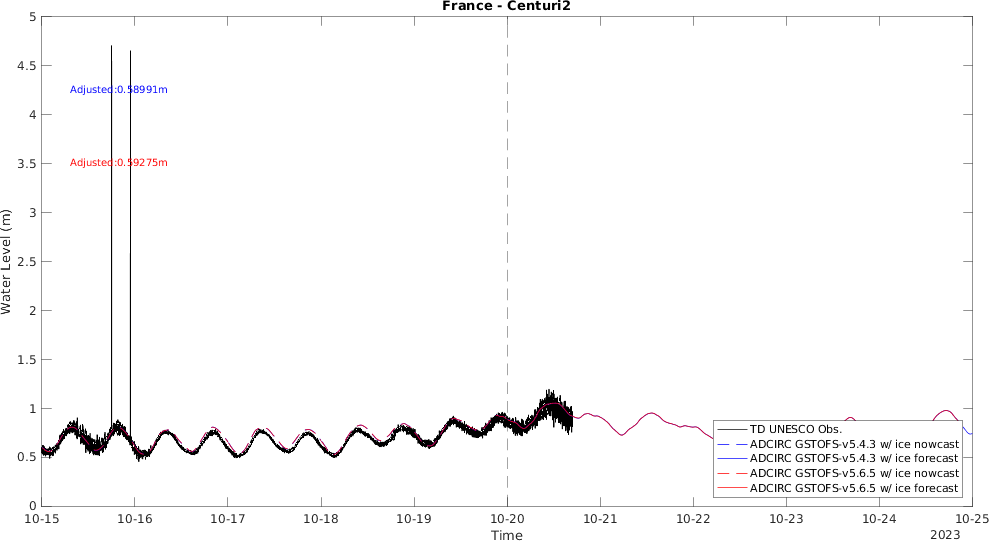 France - Centuri2
5
4.5
4
3.5
3
2.5
2
1.5
1
0.5
0
Water Level (m)
Adjusted:0.58991m
Adjusted:0.59275m
TD UNESCO Obs.
ADCIRC GSTOFS-v5.4.3 w/ ice nowcast
ADCIRC GSTOFS-v5.4.3 w/ ice forecast
ADCIRC GSTOFS-v5.6.5 w/ ice nowcast
ADCIRC GSTOFS-v5.6.5 w/ ice forecast
10-15 10-16 10-17 10-18 10-19 10-20 10-21 10-22 10-23 10-24 10-25
Time
2023